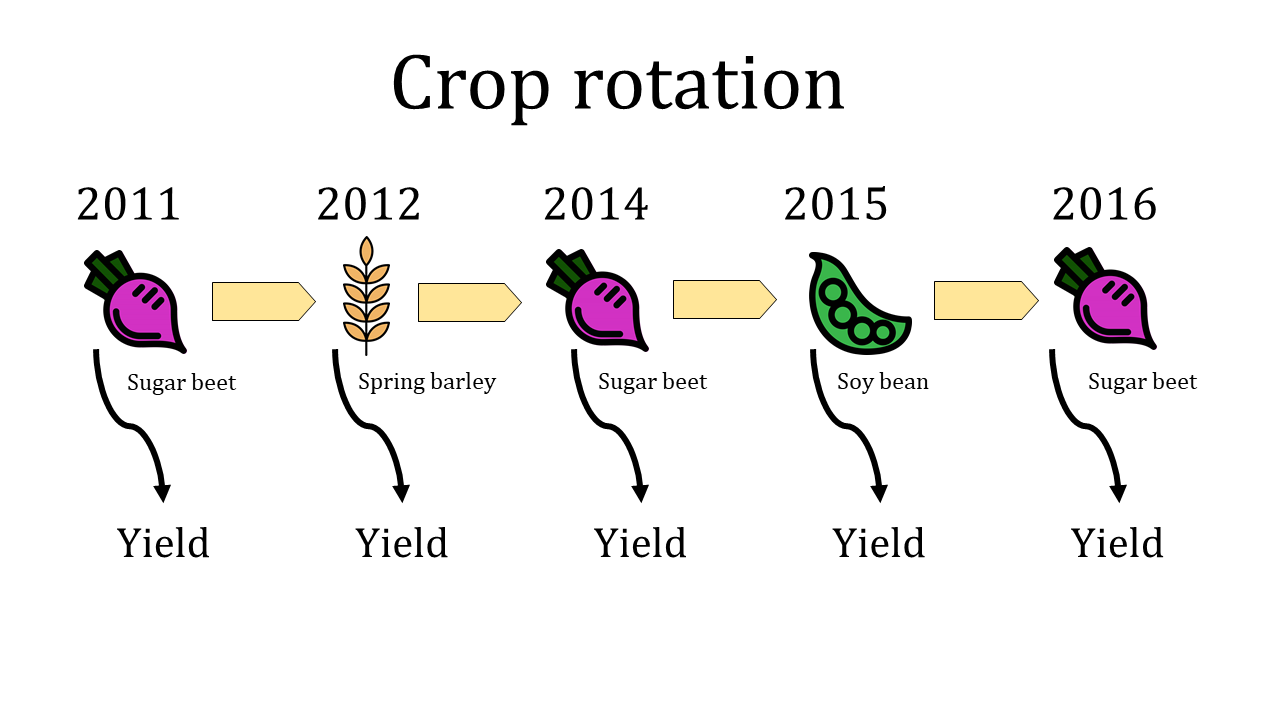 Crop rotation
2011 2012 2014 2015 2016
Sugar beet Spring barley Sugar beet Soy bean Sugar beet
Yield Yield Yield Yield Yield